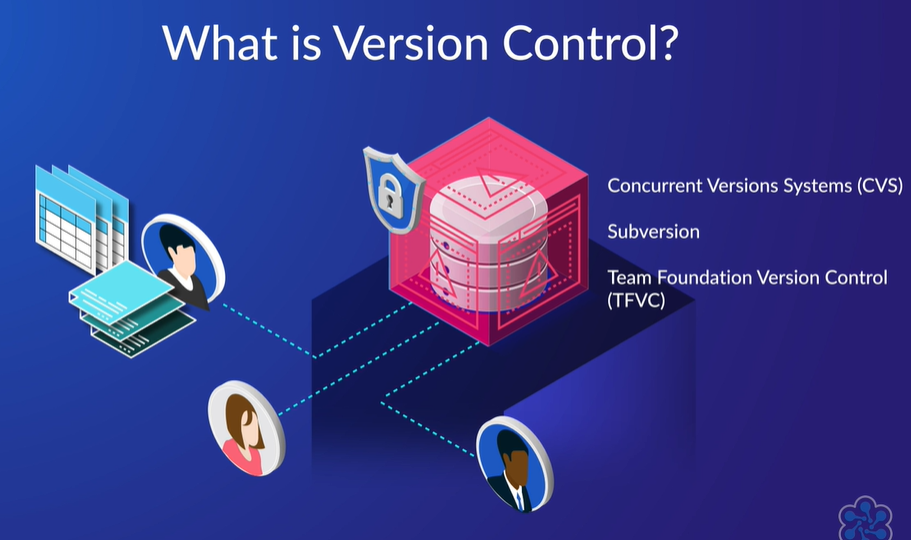 What is Version Control?
Concurrent Versions Systems (CVS)
Subversion
Team Foundation Version Control
(TFVC)